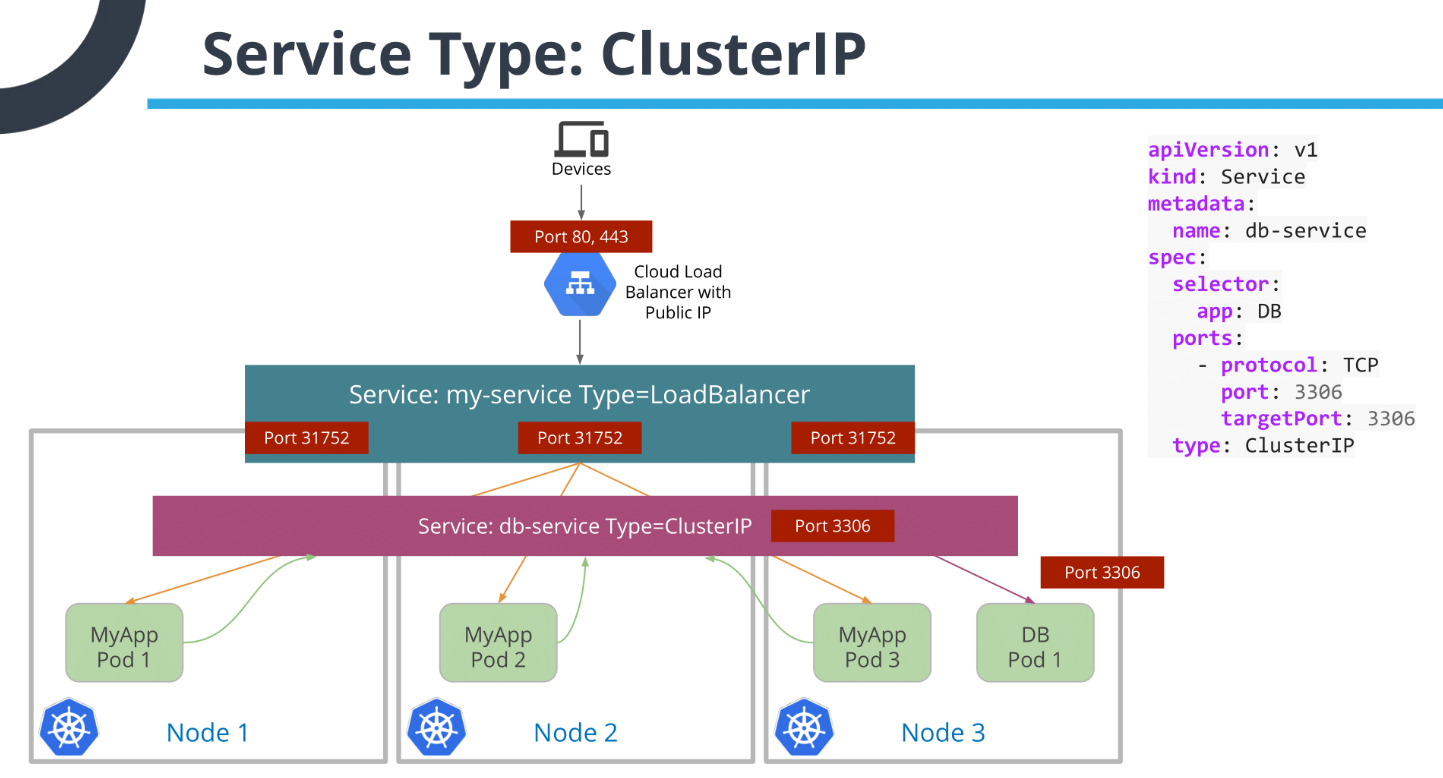 Service Type: ClusterIP
Devices
Port 80, 443
Cloud Load
Balancer with
Public IP
Service: my-service Type=LoadBalancer
Port 31752
Port 31752
Port 31752
Service: db-service Type=ClusterIP
Port 3306
Port 3306
MyApp
Pod 1
MyApp
Pod 2
MyApp
Pod 3
DB
Pod 1
Node 1
Node 2
Node 3
apiVersion: v1
kind: Service
metadata:
  name: db-service
spec:
  selector:
    app: DB
  ports:
    - protocol: TCP
      port: 3306
      targetPort: 3306
  type: ClusterIP